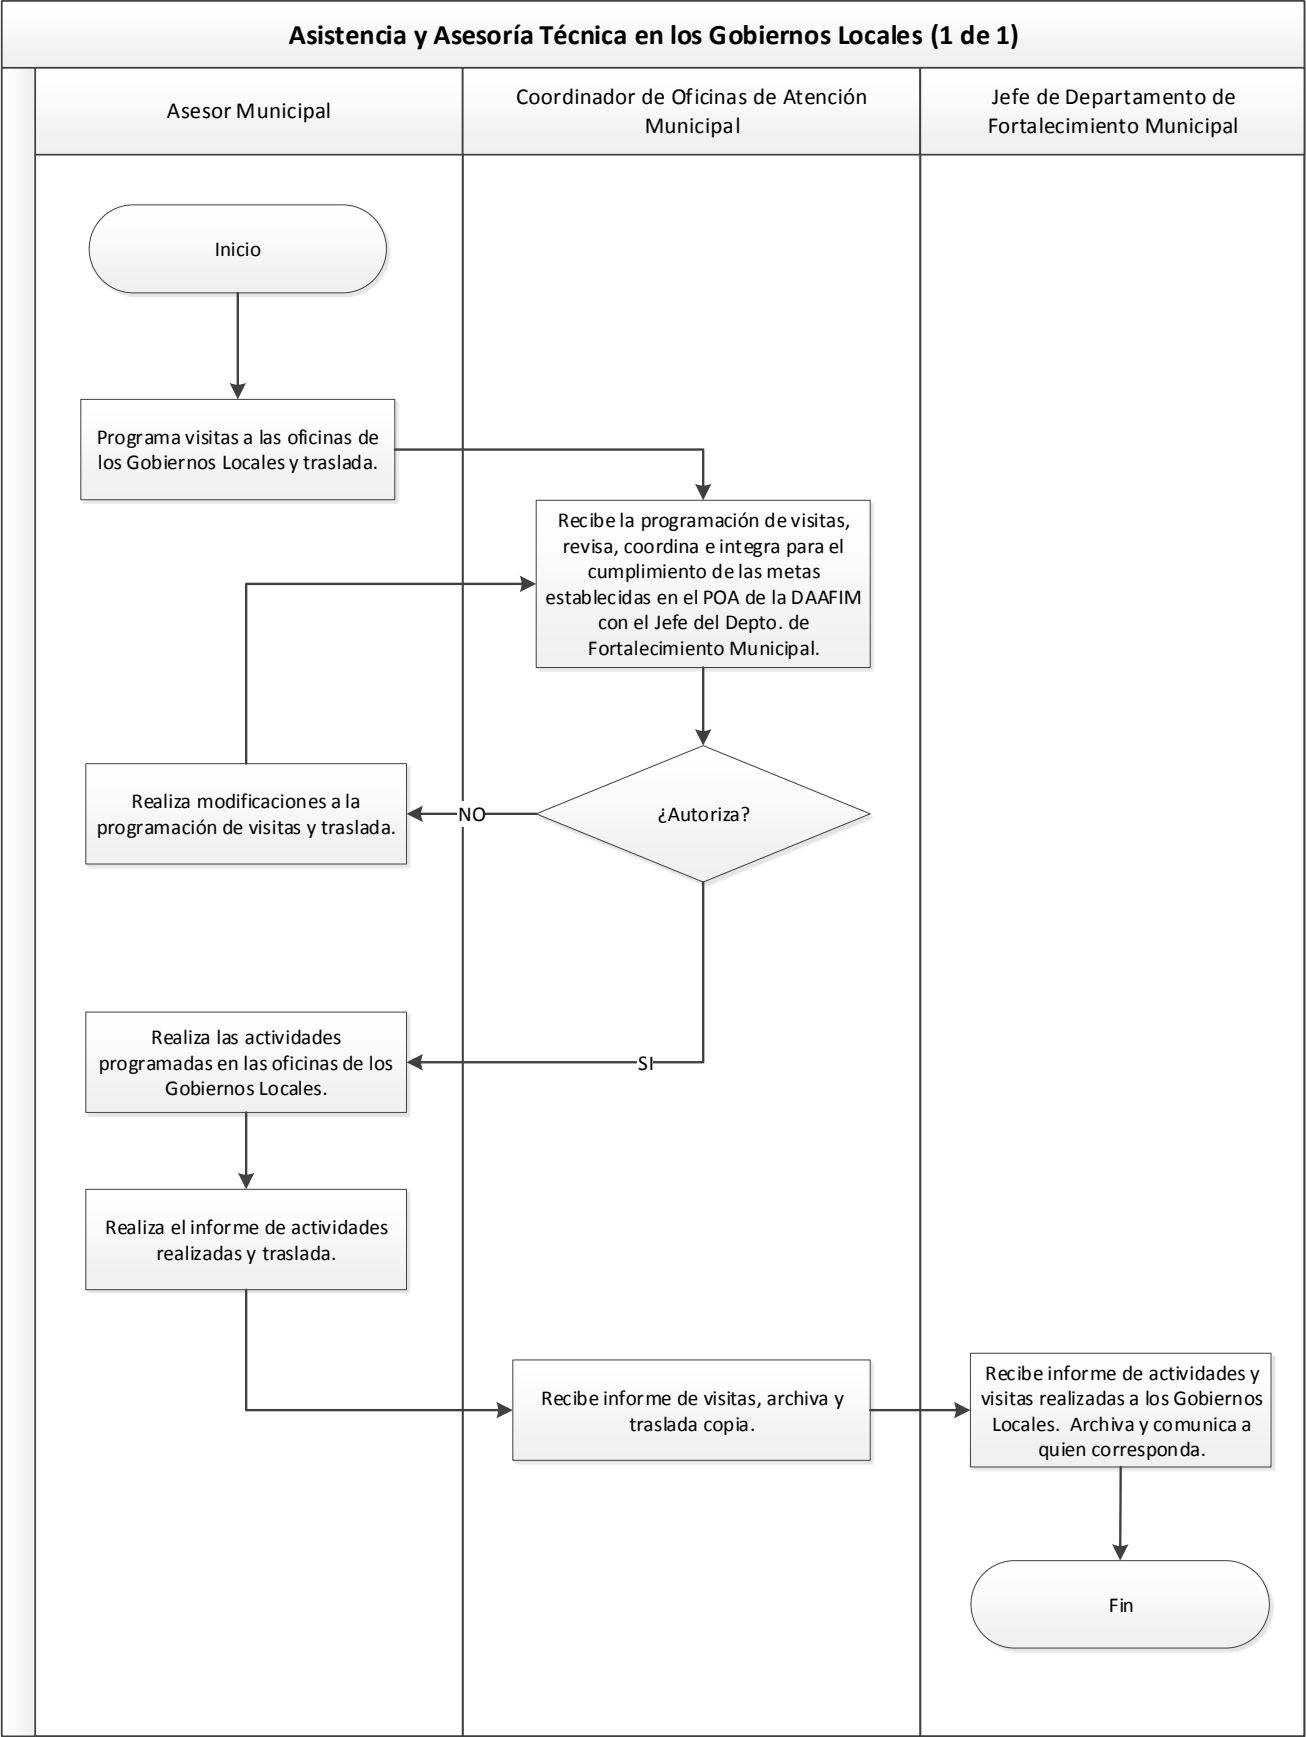 Asistencia y Asesoría Técnica en los Gobiernos Locales (1 de 1)
Asesor Municipal
Coordinador de Oficinas de Atención
Municipal
Jefe de Departamento de
Fortalecimiento Municipal
Inicio
Programa visitas a las oficinas de
los Gobiernos Locales y traslada.
Recibe la programación de visitas,
revisa, coordina e integra para el
cumplimiento de las metas
establecidas en el POA de la DAAFIM
con el Jefe del Depto. de
Fortalecimiento Municipal.
¿Autoriza?
NO
Realiza modificaciones a la
programación de visitas y traslada.
SI
Realiza las actividades
programadas en las oficinas de los
Gobiernos Locales.
Realiza el informe de actividades
realizadas y traslada.
Recibe informe de visitas, archiva y
traslada copia.
Recibe informe de actividades y
visitas realizadas a los Gobiernos
Locales.  Archiva y comunica a
quien corresponda.
Fin